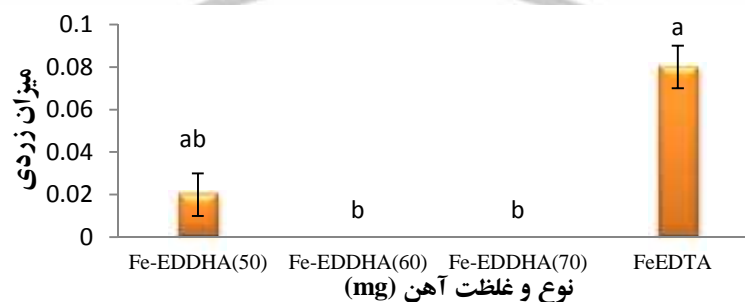 میزان زردی
0.1
0.08
0.06
0.04
0.02
0
ab
b
b
a
Fe-EDDHA(50) Fe-EDDHA(60) Fe-EDDHA(70) FeEDTA
نوع و غلظت آهن (mg)